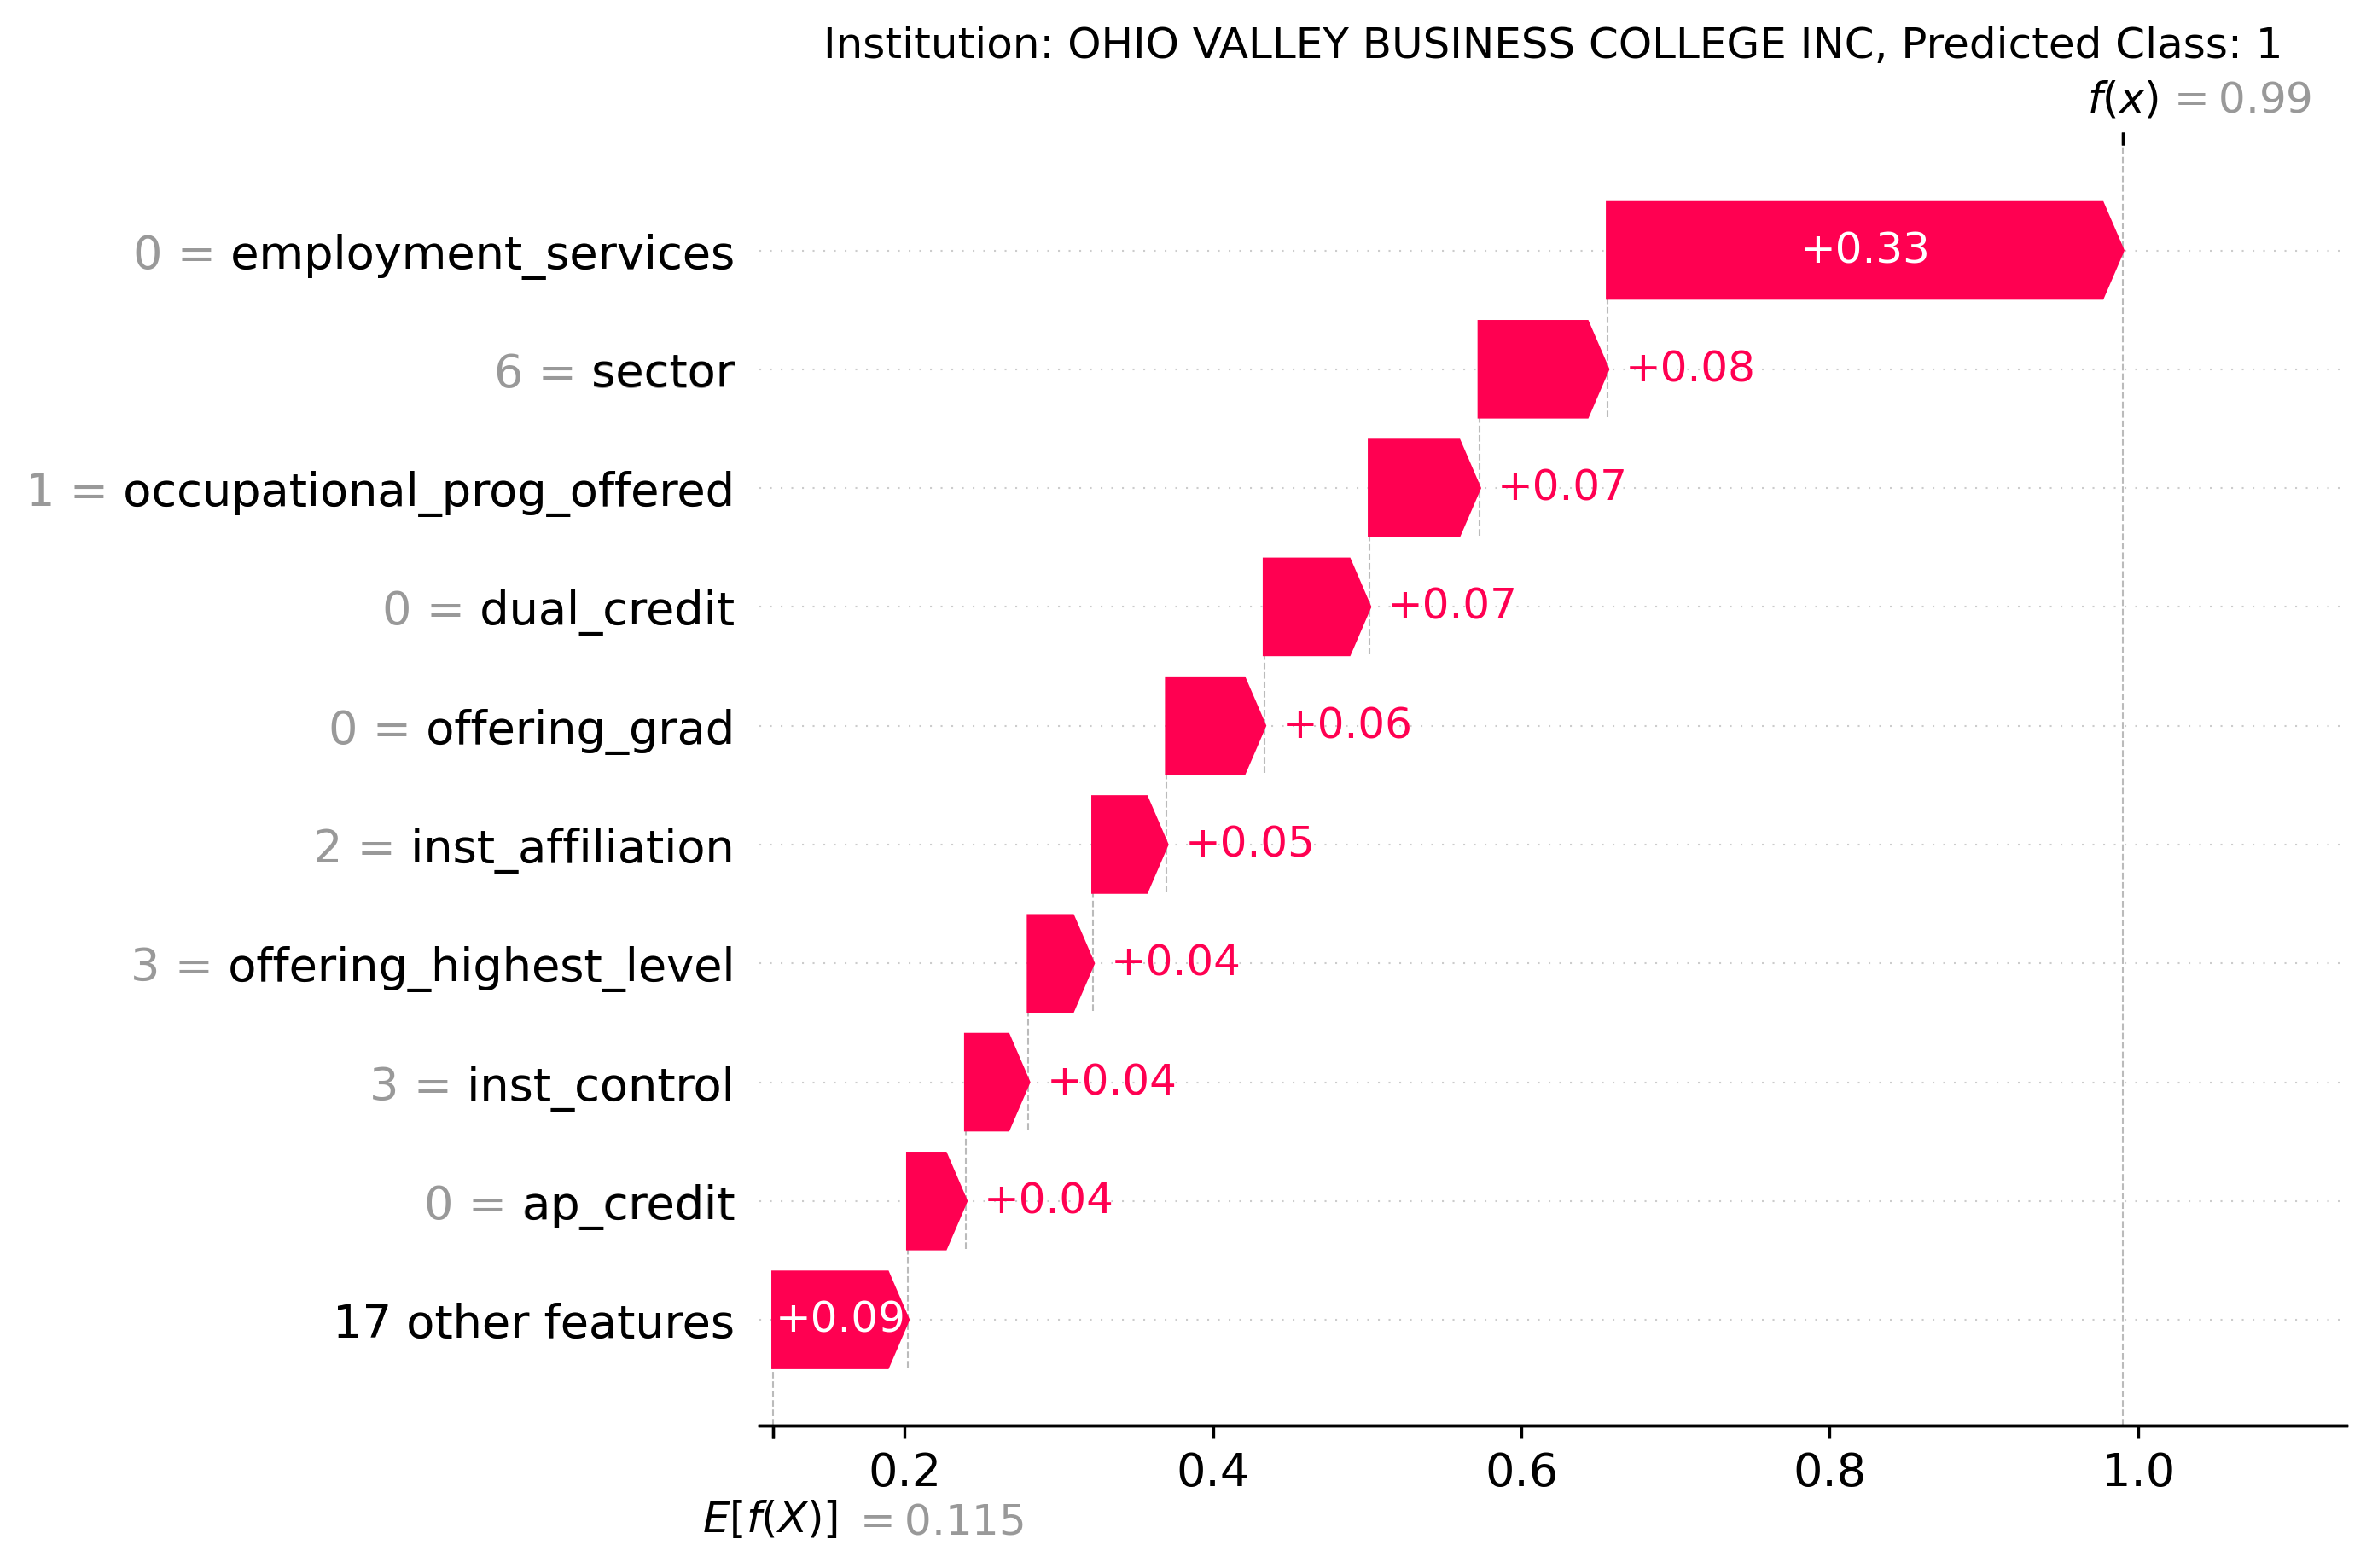 Institution: OHIO VALLEY BUSINESS COLLEGE INC, Predicted Class: 1
f(x) = 0.99
0 = employment_services +0.33
6 = sector +0.08
1 = occupational_prog_offered +0.07
0 = dual_credit +0.07
0 = offering_grad +0.06
2 = inst_affiliation +0.05
3 = offering_highest_level +0.04
3 = inst_control +0.04
0 = ap_credit +0.04
17 other features +0.09
0.2 0.4 0.6 0.8 1.0
E[f(X)] = 0.115